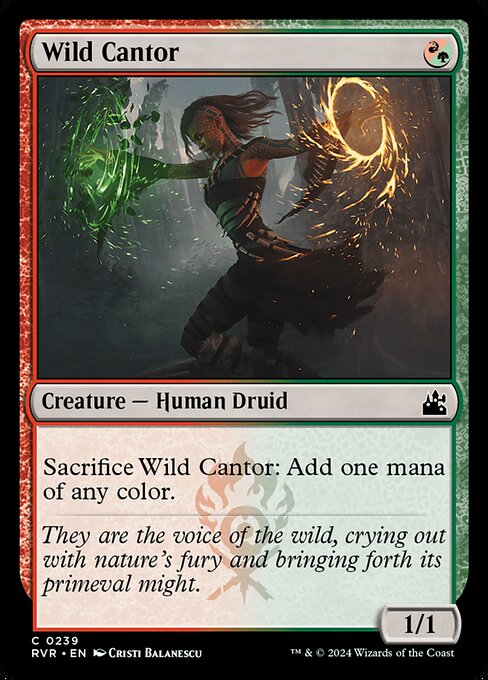 Wild Cantor
Creature — Human Druid
Sacrifice Wild Cantor: Add one mana
of any color.
They are the voice of the wild, crying out
with nature's fury and bringing forth its
primeval might.
1/1
C 0239
RVR • EN Cristi Balanescu
™ & © 2024 Wizards of the Coast